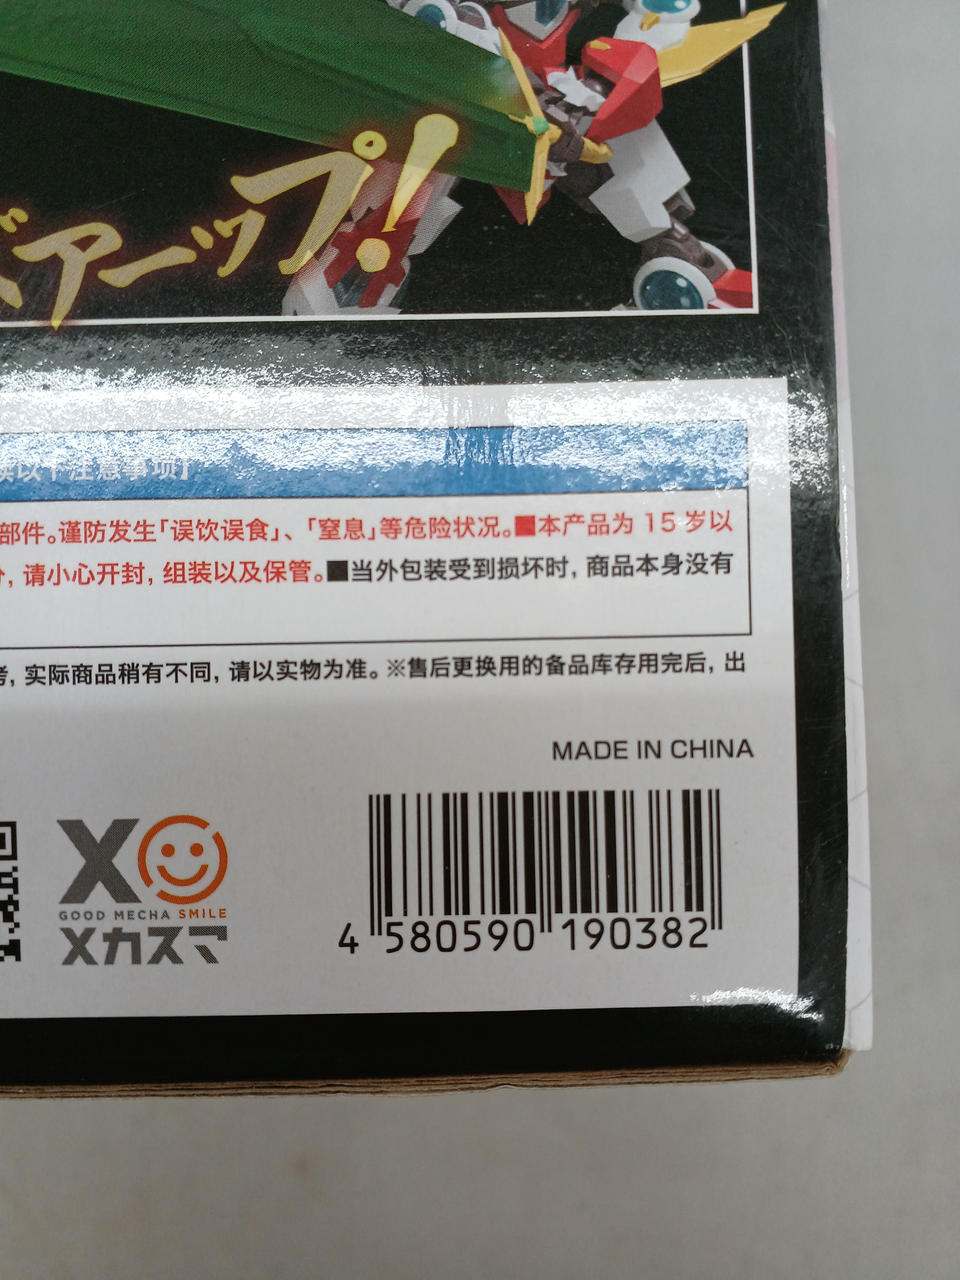 ズアーップ!
读以下注意事项】
部件。谨防发生「误饮误食」、「窒息」等危险状况。■本产品为 15 岁以
分, 请小心开封, 组装以及保管。■当外包装受到损坏时, 商品本身没有
考, 实际商品稍有不同, 请以实物为准。※售后更换用的备品库存用完后, 出
MADE IN CHINA
GOOD MECHA SMILE
メカスマ
4 580590 190382